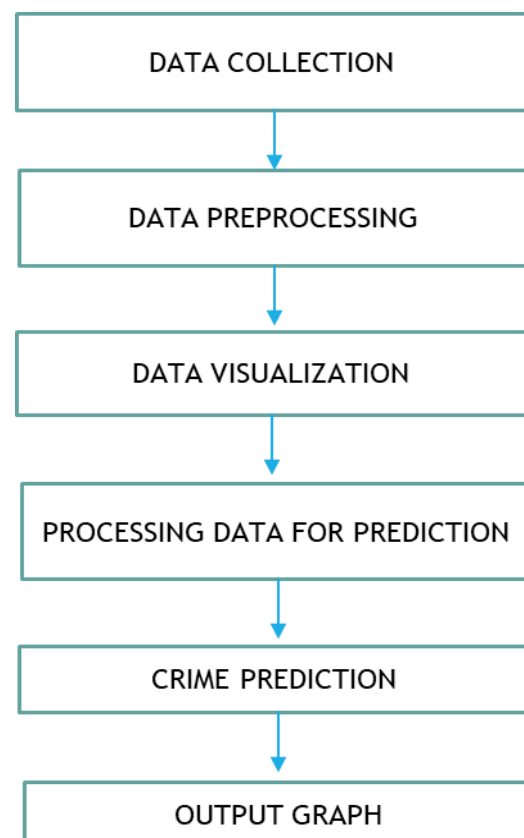 DATA COLLECTION
DATA PREPROCESSING
DATA VISUALIZATION
PROCESSING DATA FOR PREDICTION
CRIME PREDICTION
OUTPUT GRAPH